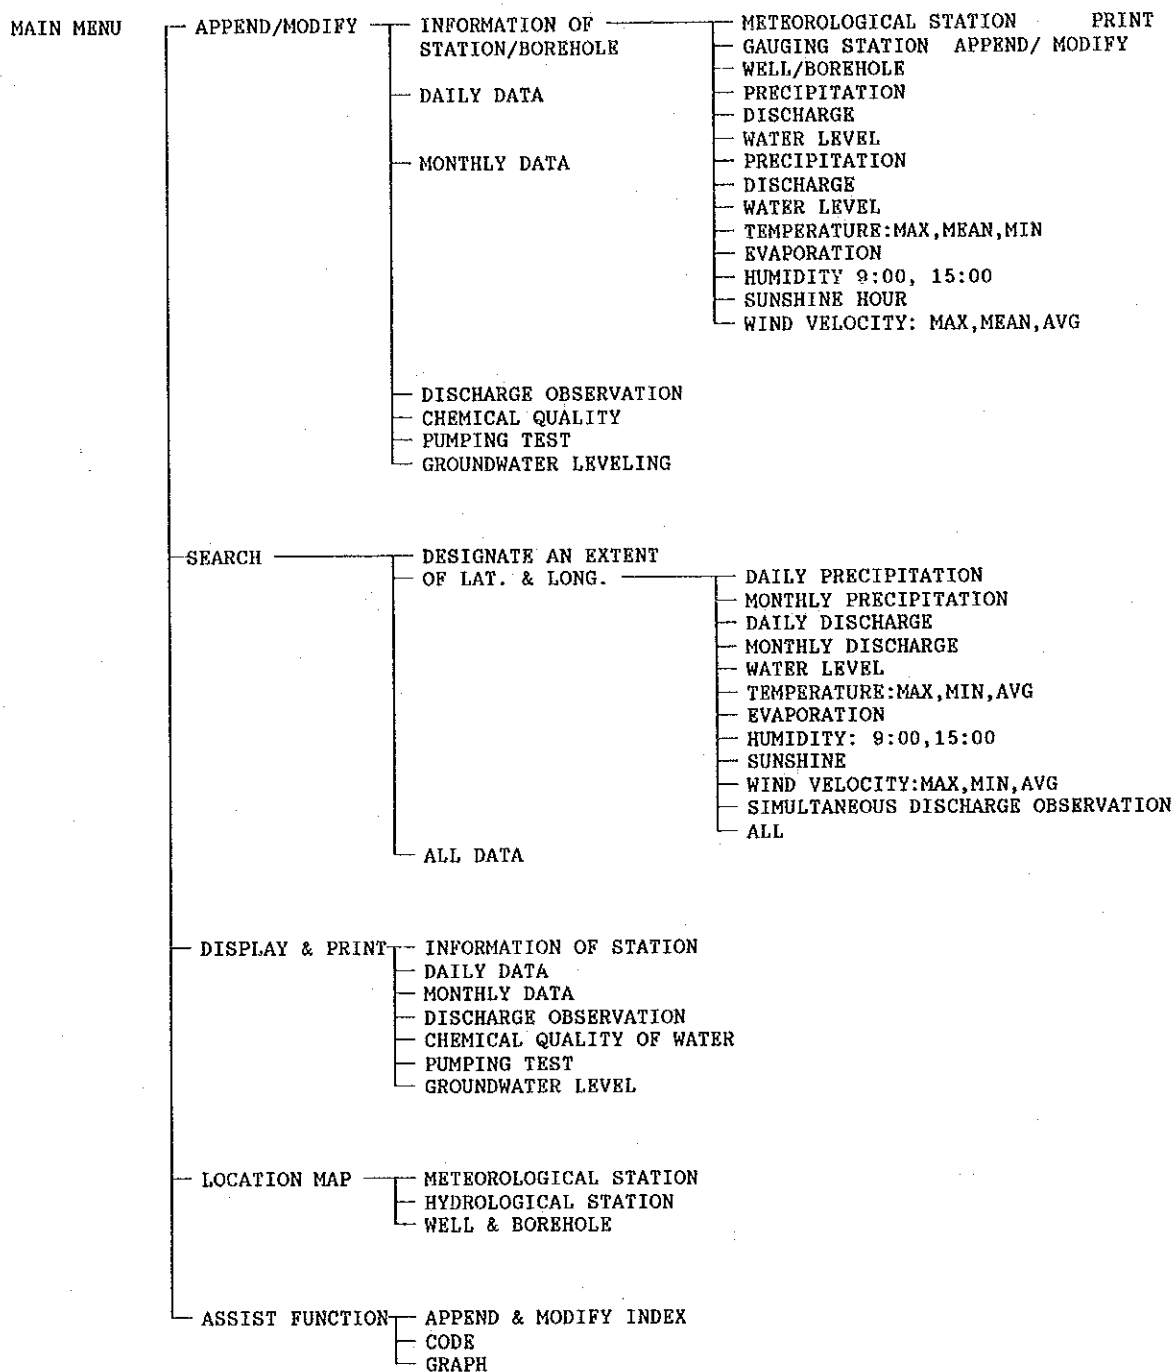 MAIN MENU
APPEND/MODIFY
INFORMATION OF
STATION/BOREHOLE
METEOROLOGICAL STATION PRINT
GAUGING STATION APPEND/ MODIFY
WELL/BOREHOLE
DAILY DATA
PRECIPITATION
DISCHARGE
WATER LEVEL
MONTHLY DATA
PRECIPITATION
DISCHARGE
WATER LEVEL
TEMPERATURE:MAX,MEAN,MIN
EVAPORATION
HUMIDITY 9:00, 15:00
SUNSHINE HOUR
WIND VELOCITY: MAX,MEAN,AVG
DISCHARGE OBSERVATION
CHEMICAL QUALITY
PUMPING TEST
GROUNDWATER LEVELING
SEARCH
DESIGNATE AN EXTENT
OF LAT. & LONG.
DAILY PRECIPITATION
MONTHLY PRECIPITATION
DAILY DISCHARGE
MONTHLY DISCHARGE
WATER LEVEL
TEMPERATURE:MAX,MIN,AVG
EVAPORATION
HUMIDITY: 9:00,15:00
SUNSHINE
WIND VELOCITY:MAX,MIN,AVG
SIMULTANEOUS DISCHARGE OBSERVATION
ALL
ALL DATA
DISPLAY & PRINT
INFORMATION OF STATION
DAILY DATA
MONTHLY DATA
DISCHARGE OBSERVATION
CHEMICAL QUALITY OF WATER
PUMPING TEST
GROUNDWATER LEVEL
LOCATION MAP
METEOROLOGICAL STATION
HYDROLOGICAL STATION
WELL & BOREHOLE
ASSIST FUNCTION
APPEND & MODIFY INDEX
CODE
GRAPH